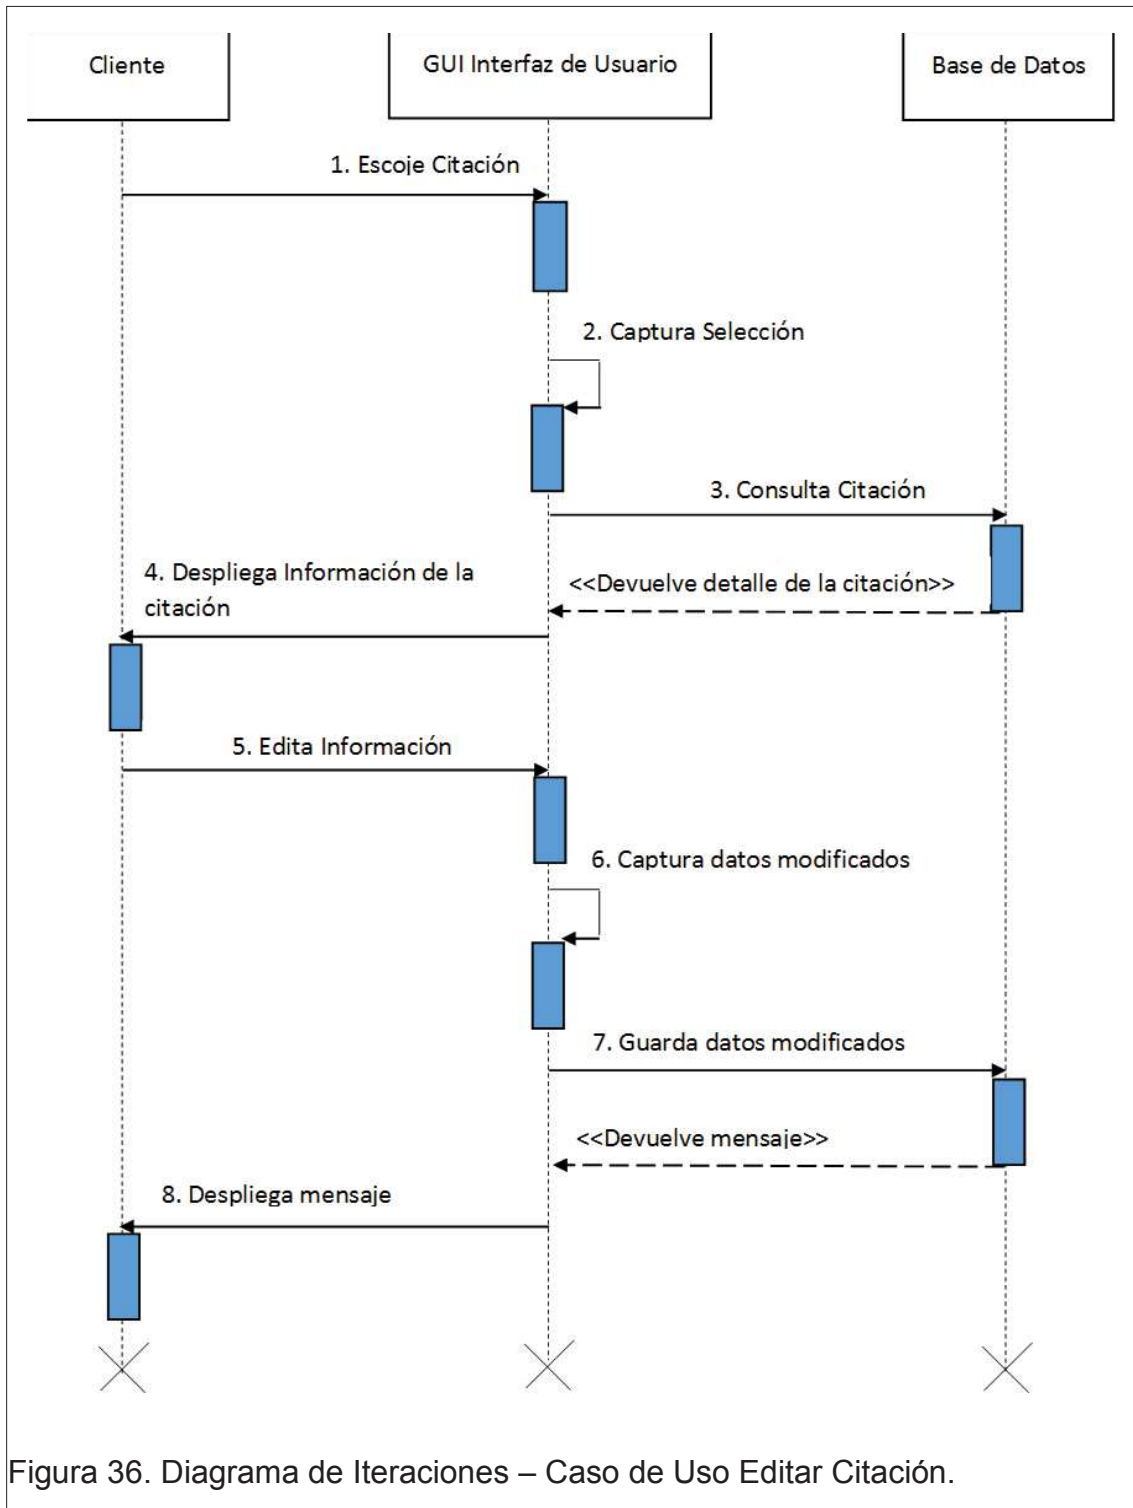 Cliente
GUI Interfaz de Usuario
Base de Datos
1. Escoje Citación
2. Captura Selección
3. Consulta Citación
4. Despliega Información de la
citación
<<Devuelve detalle de la citación>>
5. Edita Información
6. Captura datos modificados
7. Guarda datos modificados
<<Devuelve mensaje>>
8. Despliega mensaje
Figura 36. Diagrama de Iteraciones – Caso de Uso Editar Citación.